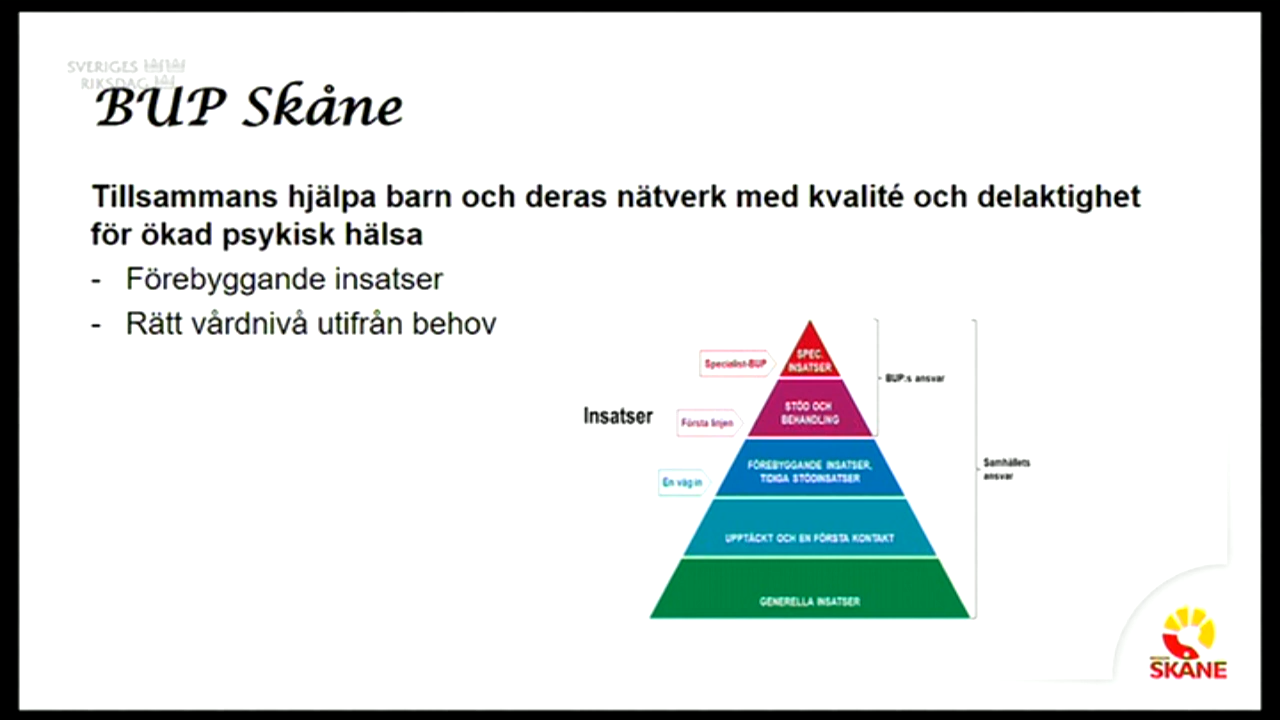 SVERIGES
RIKSDAG
BUP Skåne
Tillsammans hjälpa barn och deras nätverk med kvalité och delaktighet
för ökad psykisk hälsa
- Förebyggande insatser
- Rätt vårdnivå utifrån behov
Insatser
Specialist-BUP
Första linjen
En väg in
SPEC.
INSATSER
STÖD OCH
BEHANDLING
FÖREBYGGANDE INSATSER,
TIDIGA STÖDINSATSER
UPPTÄCKT OCH EN FÖRSTA KONTAKT
GENERELLA INSATSER
BUP:s ansvar
Samhällets
ansvar
SKÅNE